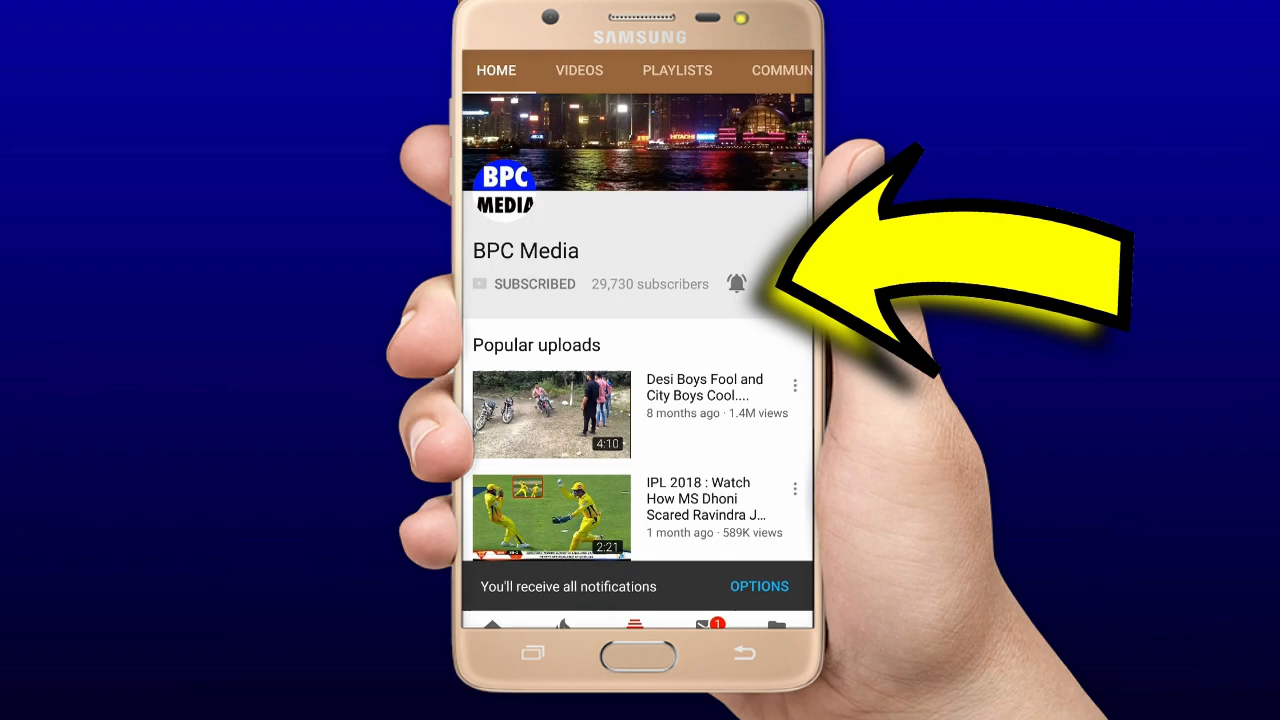 SAMSUNG
HOME VIDEOS PLAYLISTS COMMUN
HITACHI
BPC
MEDIA
BPC Media
SUBSCRIBED 29,730 subscribers
Popular uploads
Desi Boys Fool and
City Boys Cool....
8 months ago · 1.4M views
4:10
IPL 2018 : Watch
How MS Dhoni
Scared Ravindra J...
1 month ago · 589K views
2:21
You'll receive all notifications OPTIONS
1